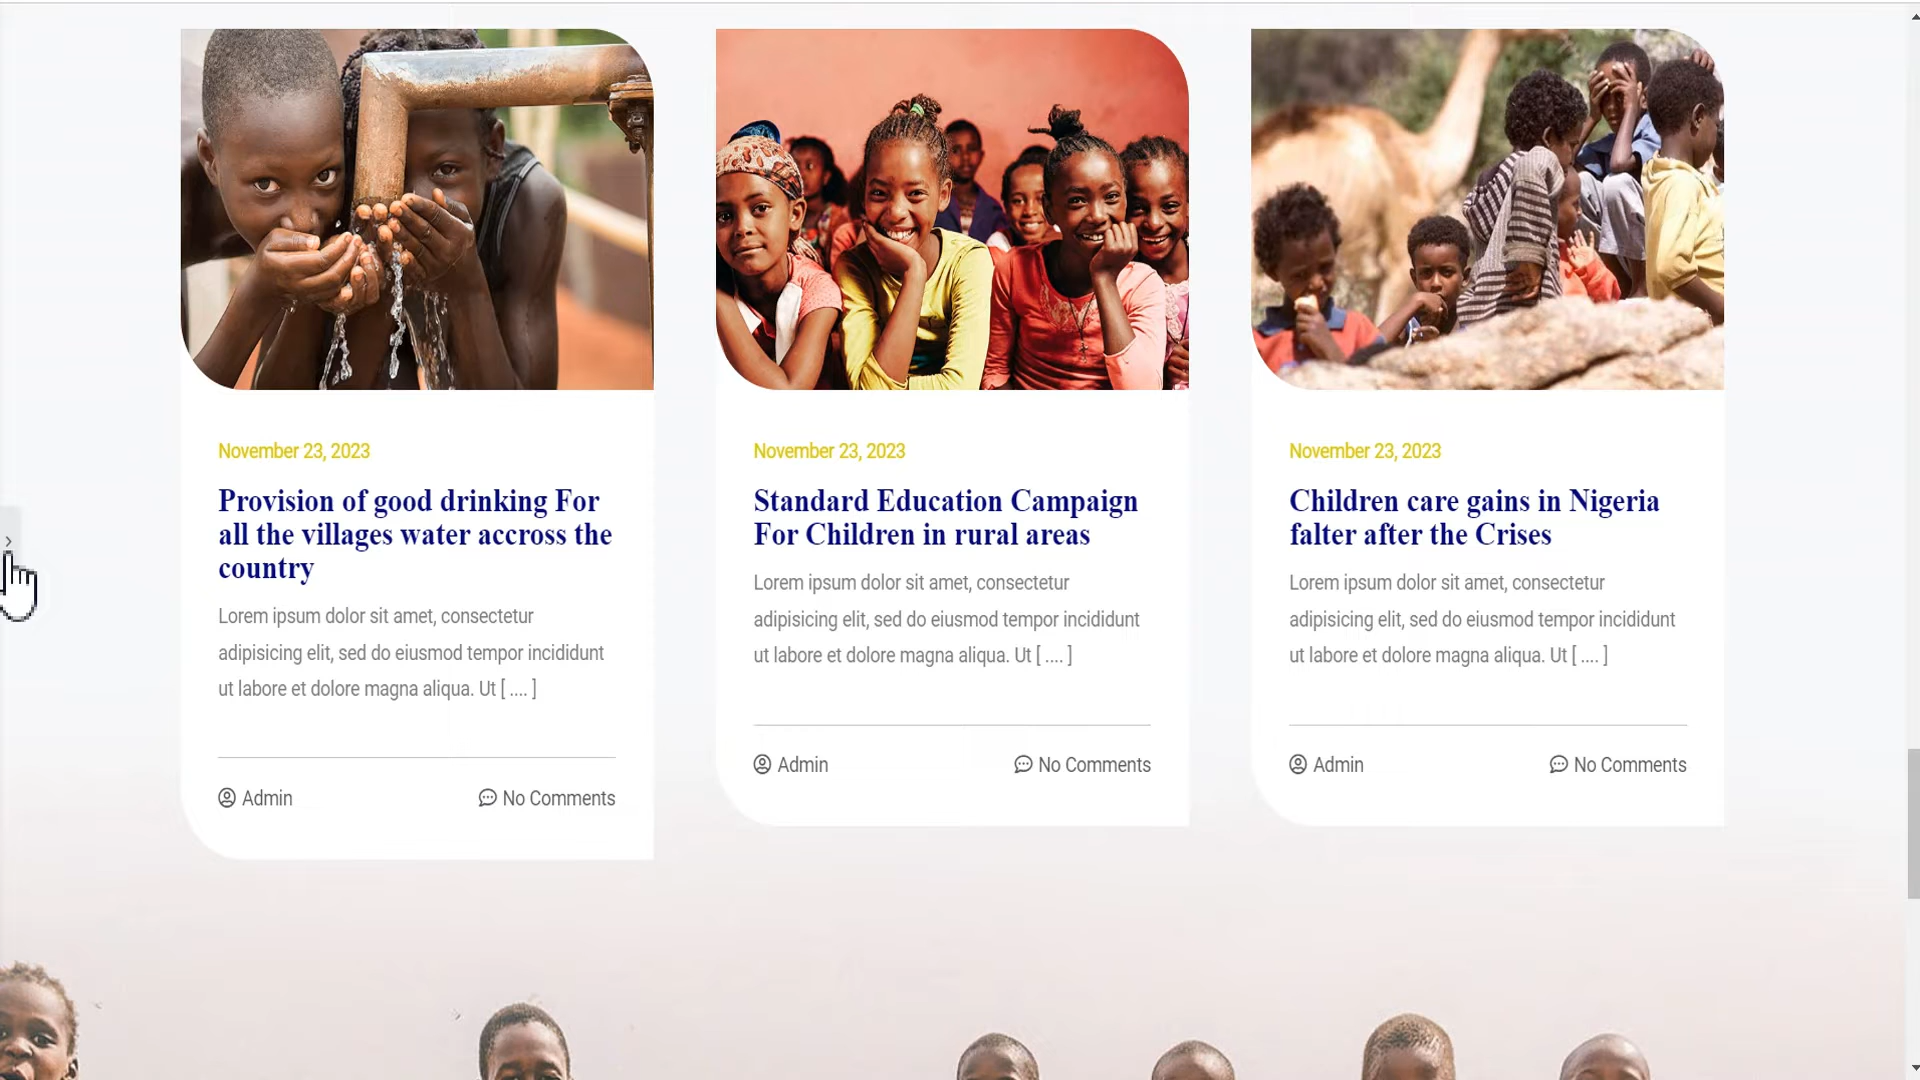 November 23, 2023
Provision of good drinking For
all the villages water accross the
country
Lorem ipsum dolor sit amet, consectetur
adipisicing elit, sed do eiusmod tempor incididunt
ut labore et dolore magna aliqua. Ut [ .... ]
Admin
No Comments
November 23, 2023
Standard Education Campaign
For Children in rural areas
Lorem ipsum dolor sit amet, consectetur
adipisicing elit, sed do eiusmod tempor incididunt
ut labore et dolore magna aliqua. Ut [ .... ]
Admin
No Comments
November 23, 2023
Children care gains in Nigeria
falter after the Crises
Lorem ipsum dolor sit amet, consectetur
adipisicing elit, sed do eiusmod tempor incididunt
ut labore et dolore magna aliqua. Ut [ .... ]
Admin
No Comments